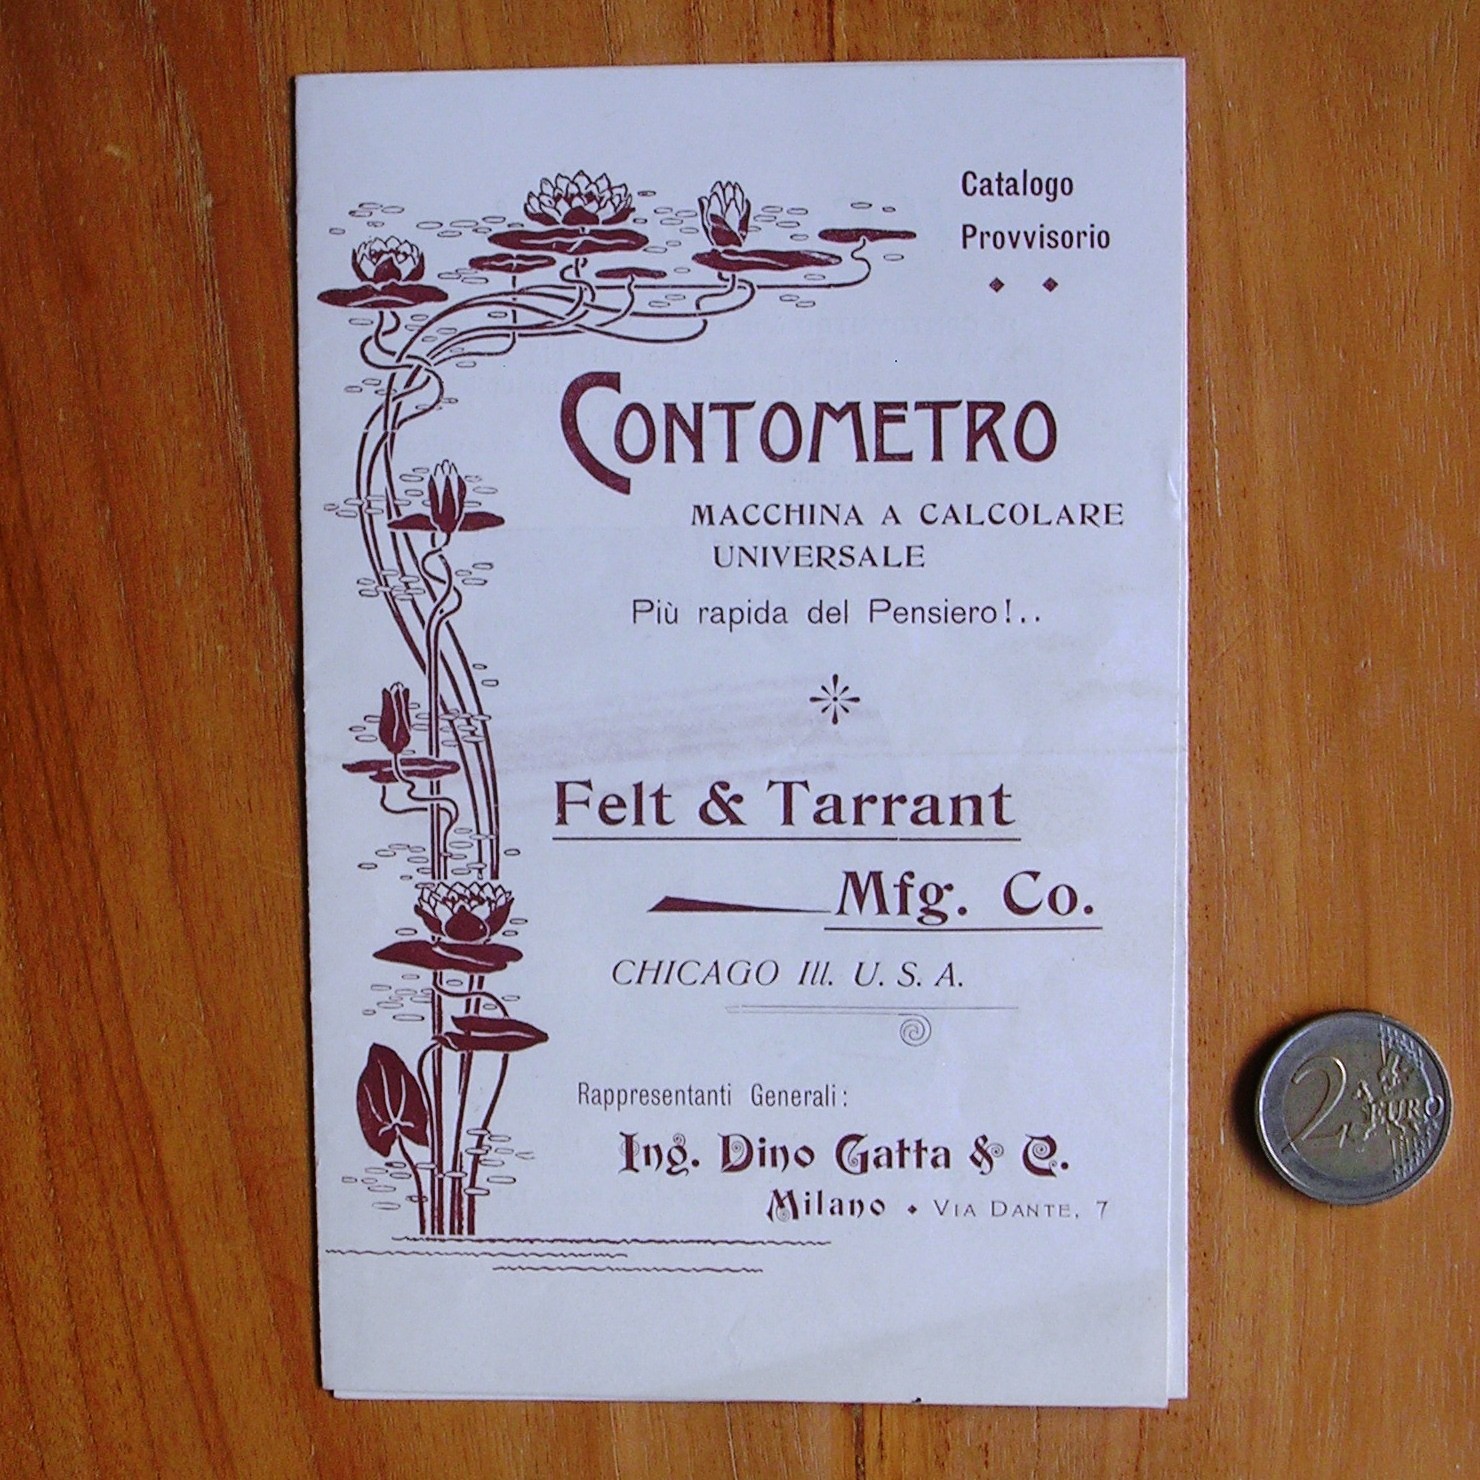 Catalogo
Provvisorio
CONTOMETRO
MACCHINA A CALCOLARE
UNIVERSALE
Più rapida del Pensiero!..
Felt & Tarrant
Mfg. Co.
CHICAGO Ill. U. S. A.
Rappresentanti Generali:
Ing. Dino Gatta & C.
Milano • VIA DANTE, 7
2 EURO